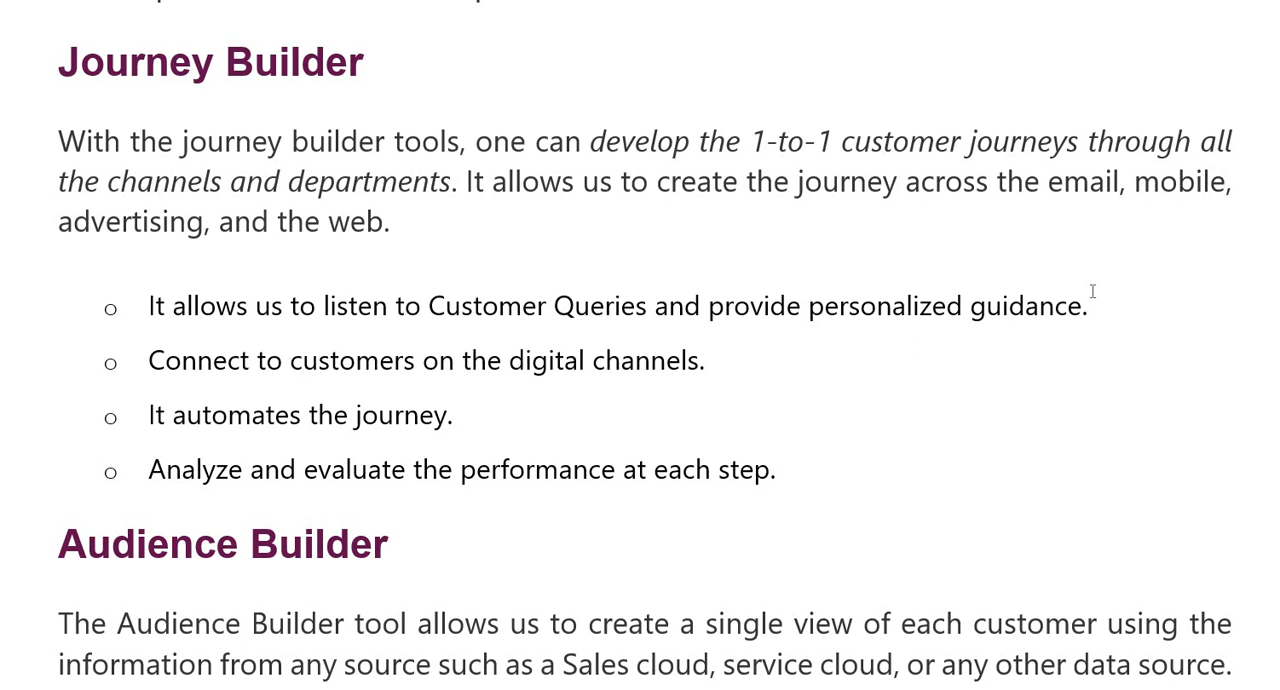 Journey Builder
With the journey builder tools, one can develop the 1-to-1 customer journeys through all
the channels and departments. It allows us to create the journey across the email, mobile,
advertising, and the web.
o It allows us to listen to Customer Queries and provide personalized guidance.
o Connect to customers on the digital channels.
o It automates the journey.
o Analyze and evaluate the performance at each step.
Audience Builder
The Audience Builder tool allows us to create a single view of each customer using the
information from any source such as a Sales cloud, service cloud, or any other data source.